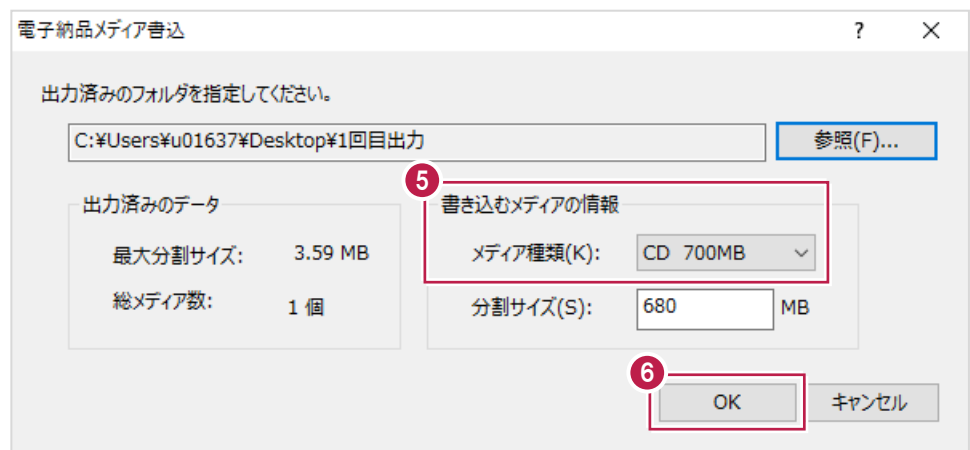 電子納品メディア書込 ? ×
出力済みのフォルダを指定してください。
C:¥Users¥u01637¥Desktop¥1回目出力 参照(F)...
5
出力済みのデータ
最大分割サイズ: 3.59 MB
総メディア数: 1 個
書き込むメディアの情報
メディア種類(K): CD 700MB
分割サイズ(S): 680 MB
6
OK キャンセル